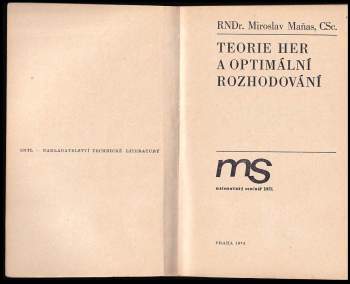 SNTL - NAKLADATELSTVÍ TECHNICKÉ LITERATURY
RNDr. Miroslav Maňas, CSc.
TEORIE HER
A OPTIMÁLNÍ
ROZHODOVÁNÍ
ms
matematický seminář SNTL
PRAHA 1974